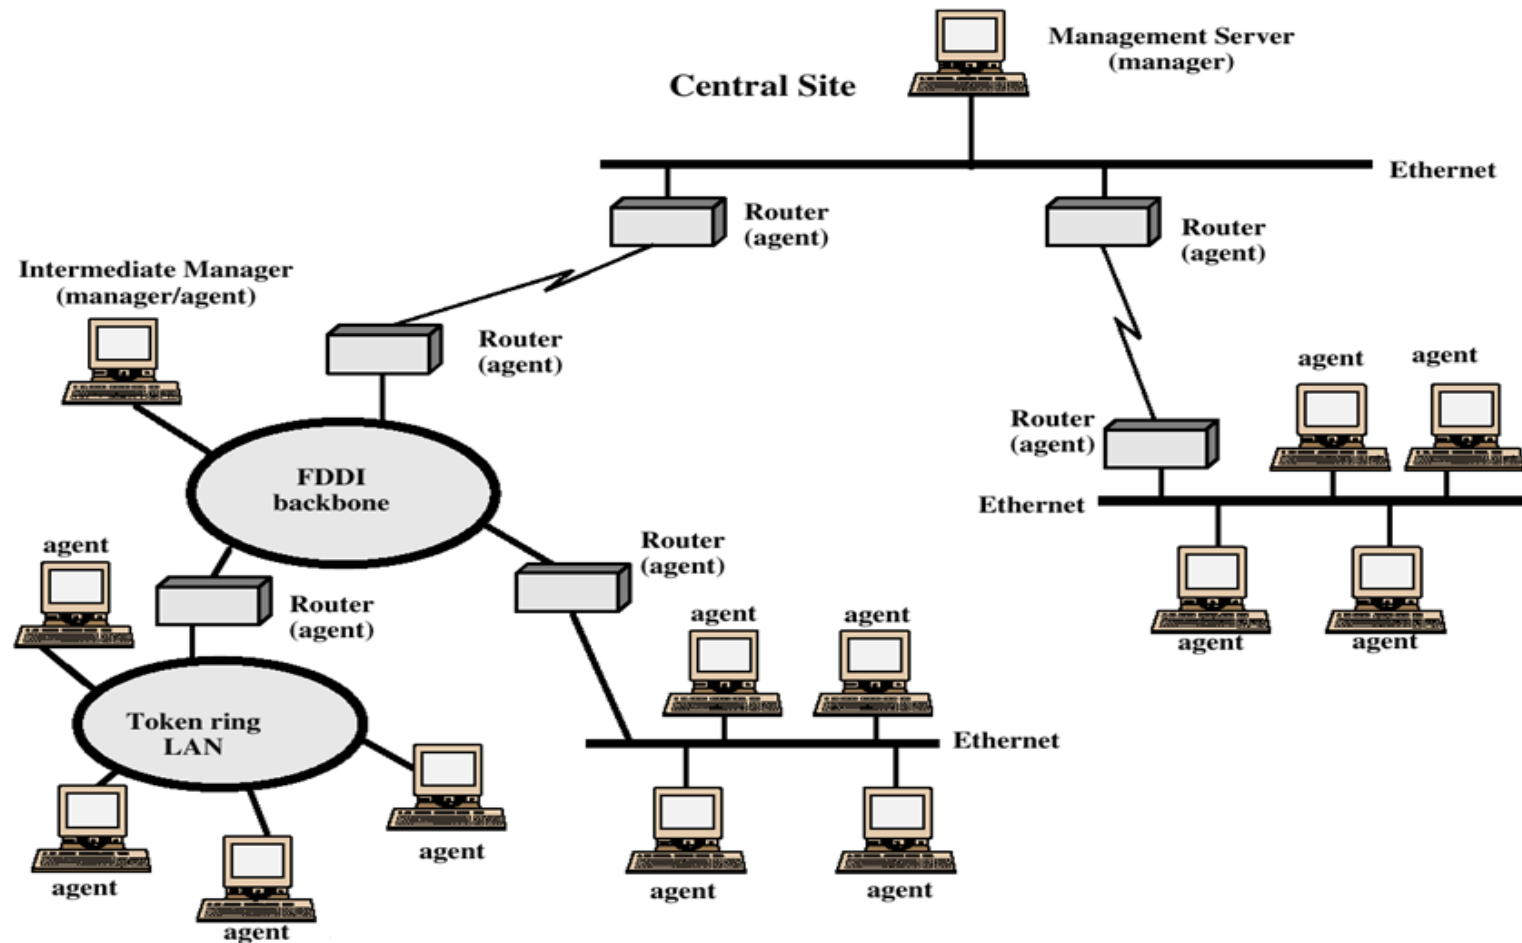 Management Server
(manager)
Central Site
Ethernet
Router
(agent)
Router
(agent)
Intermediate Manager
(manager/agent)
Router
(agent)
agent
agent
Router
(agent)
FDDI
backbone
Ethernet
agent
Router
(agent)
Router
(agent)
agent
agent
agent
agent
Token ring
LAN
Ethernet
agent
agent
agent
agent
agent